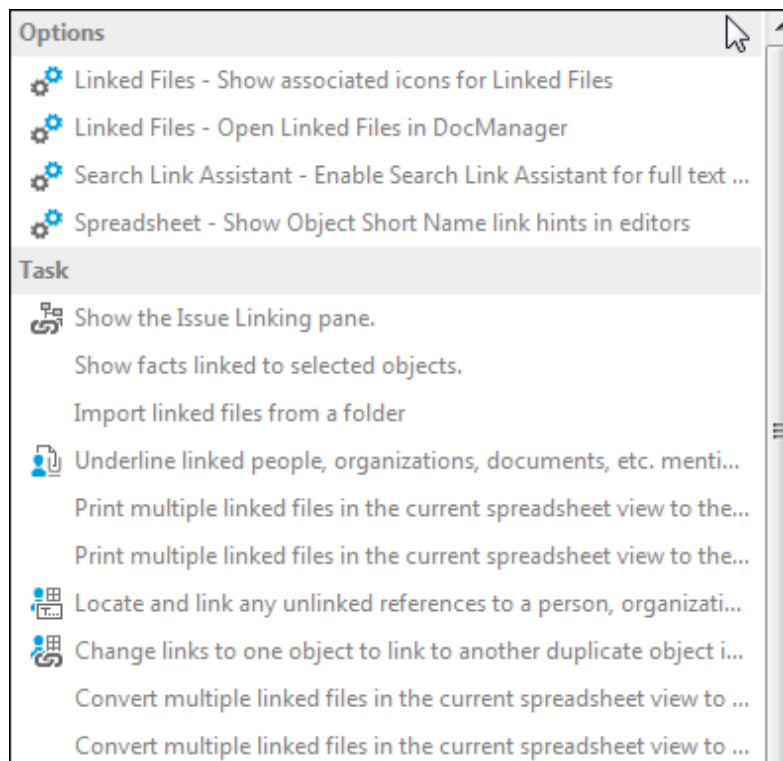 Options
Linked Files - Show associated icons for Linked Files
Linked Files - Open Linked Files in DocManager
Search Link Assistant - Enable Search Link Assistant for full text ...
Spreadsheet - Show Object Short Name link hints in editors
Task
Show the Issue Linking pane.
Show facts linked to selected objects.
Import linked files from a folder
Underline linked people, organizations, documents, etc. menti...
Print multiple linked files in the current spreadsheet view to the...
Print multiple linked files in the current spreadsheet view to the...
Locate and link any unlinked references to a person, organizati...
Change links to one object to link to another duplicate object i...
Convert multiple linked files in the current spreadsheet view to ...
Convert multiple linked files in the current spreadsheet view to ...